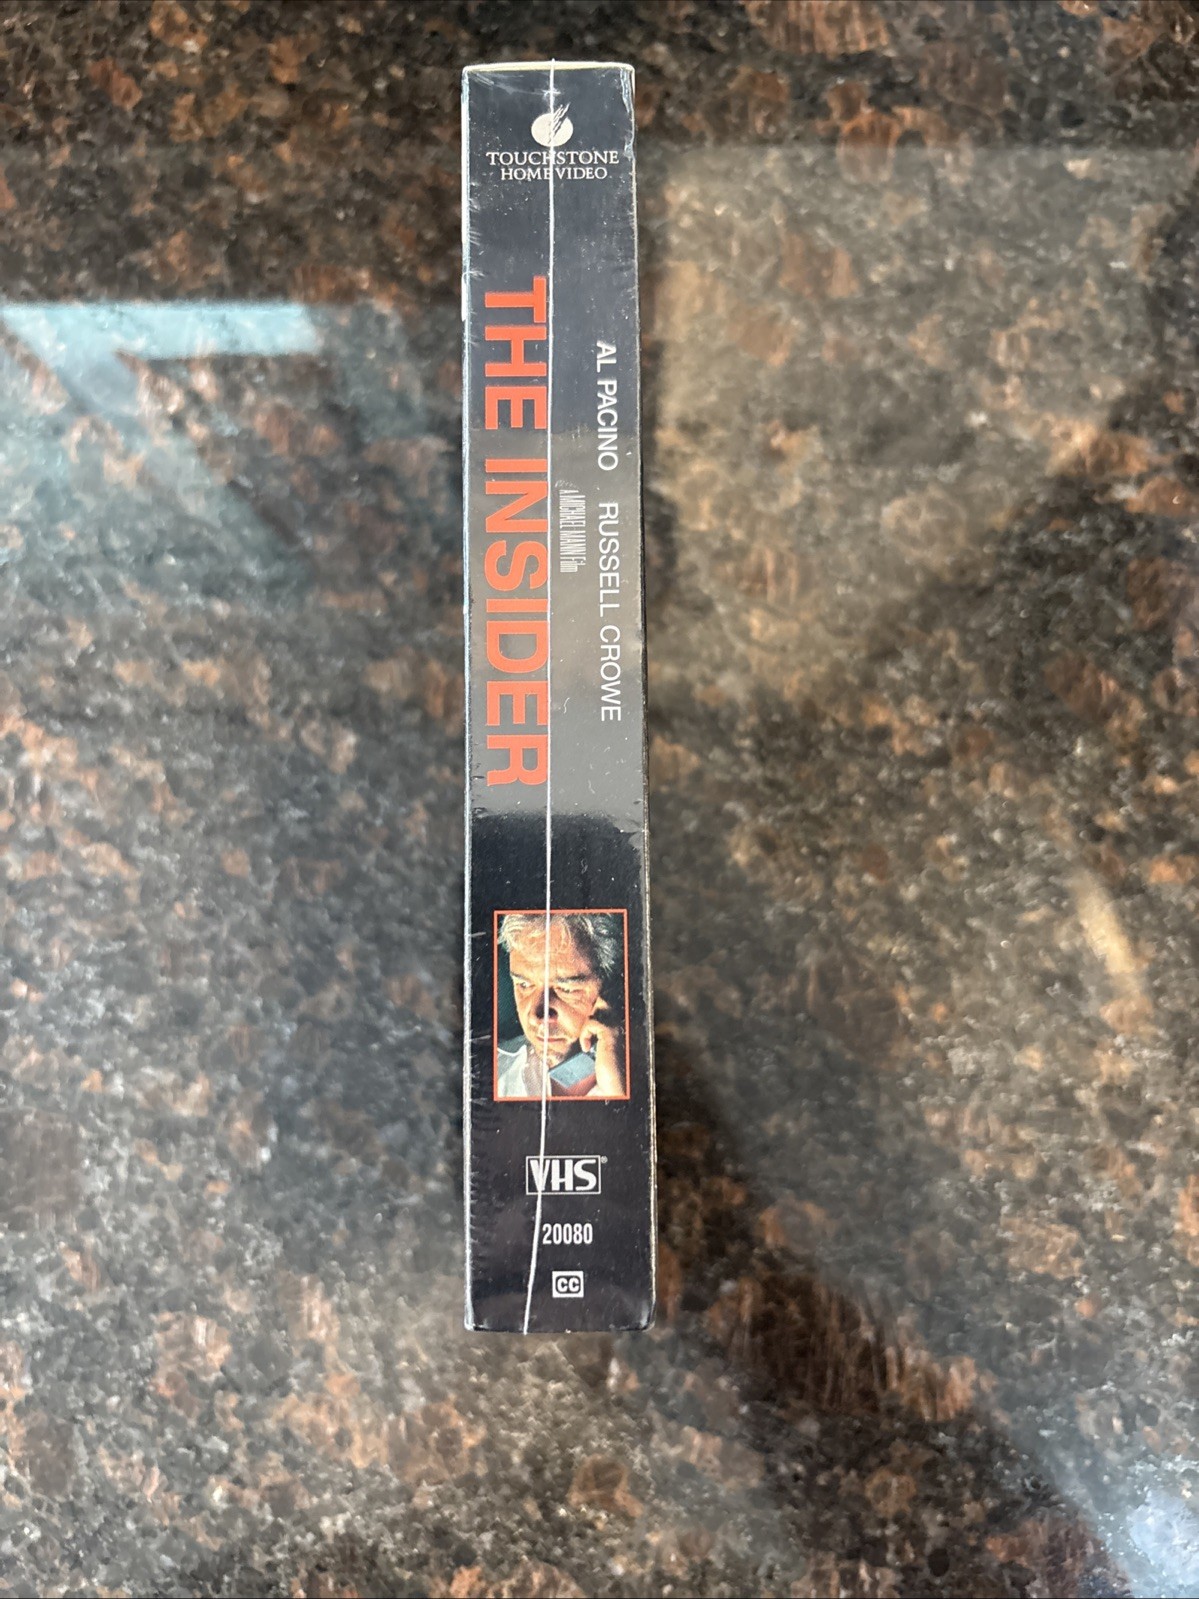 TOUCHSTONE
HOME VIDEO
AL PACINO RUSSELL CROWE
A MICHAEL MANN Film
THE INSIDER
VHS®
20080
CC